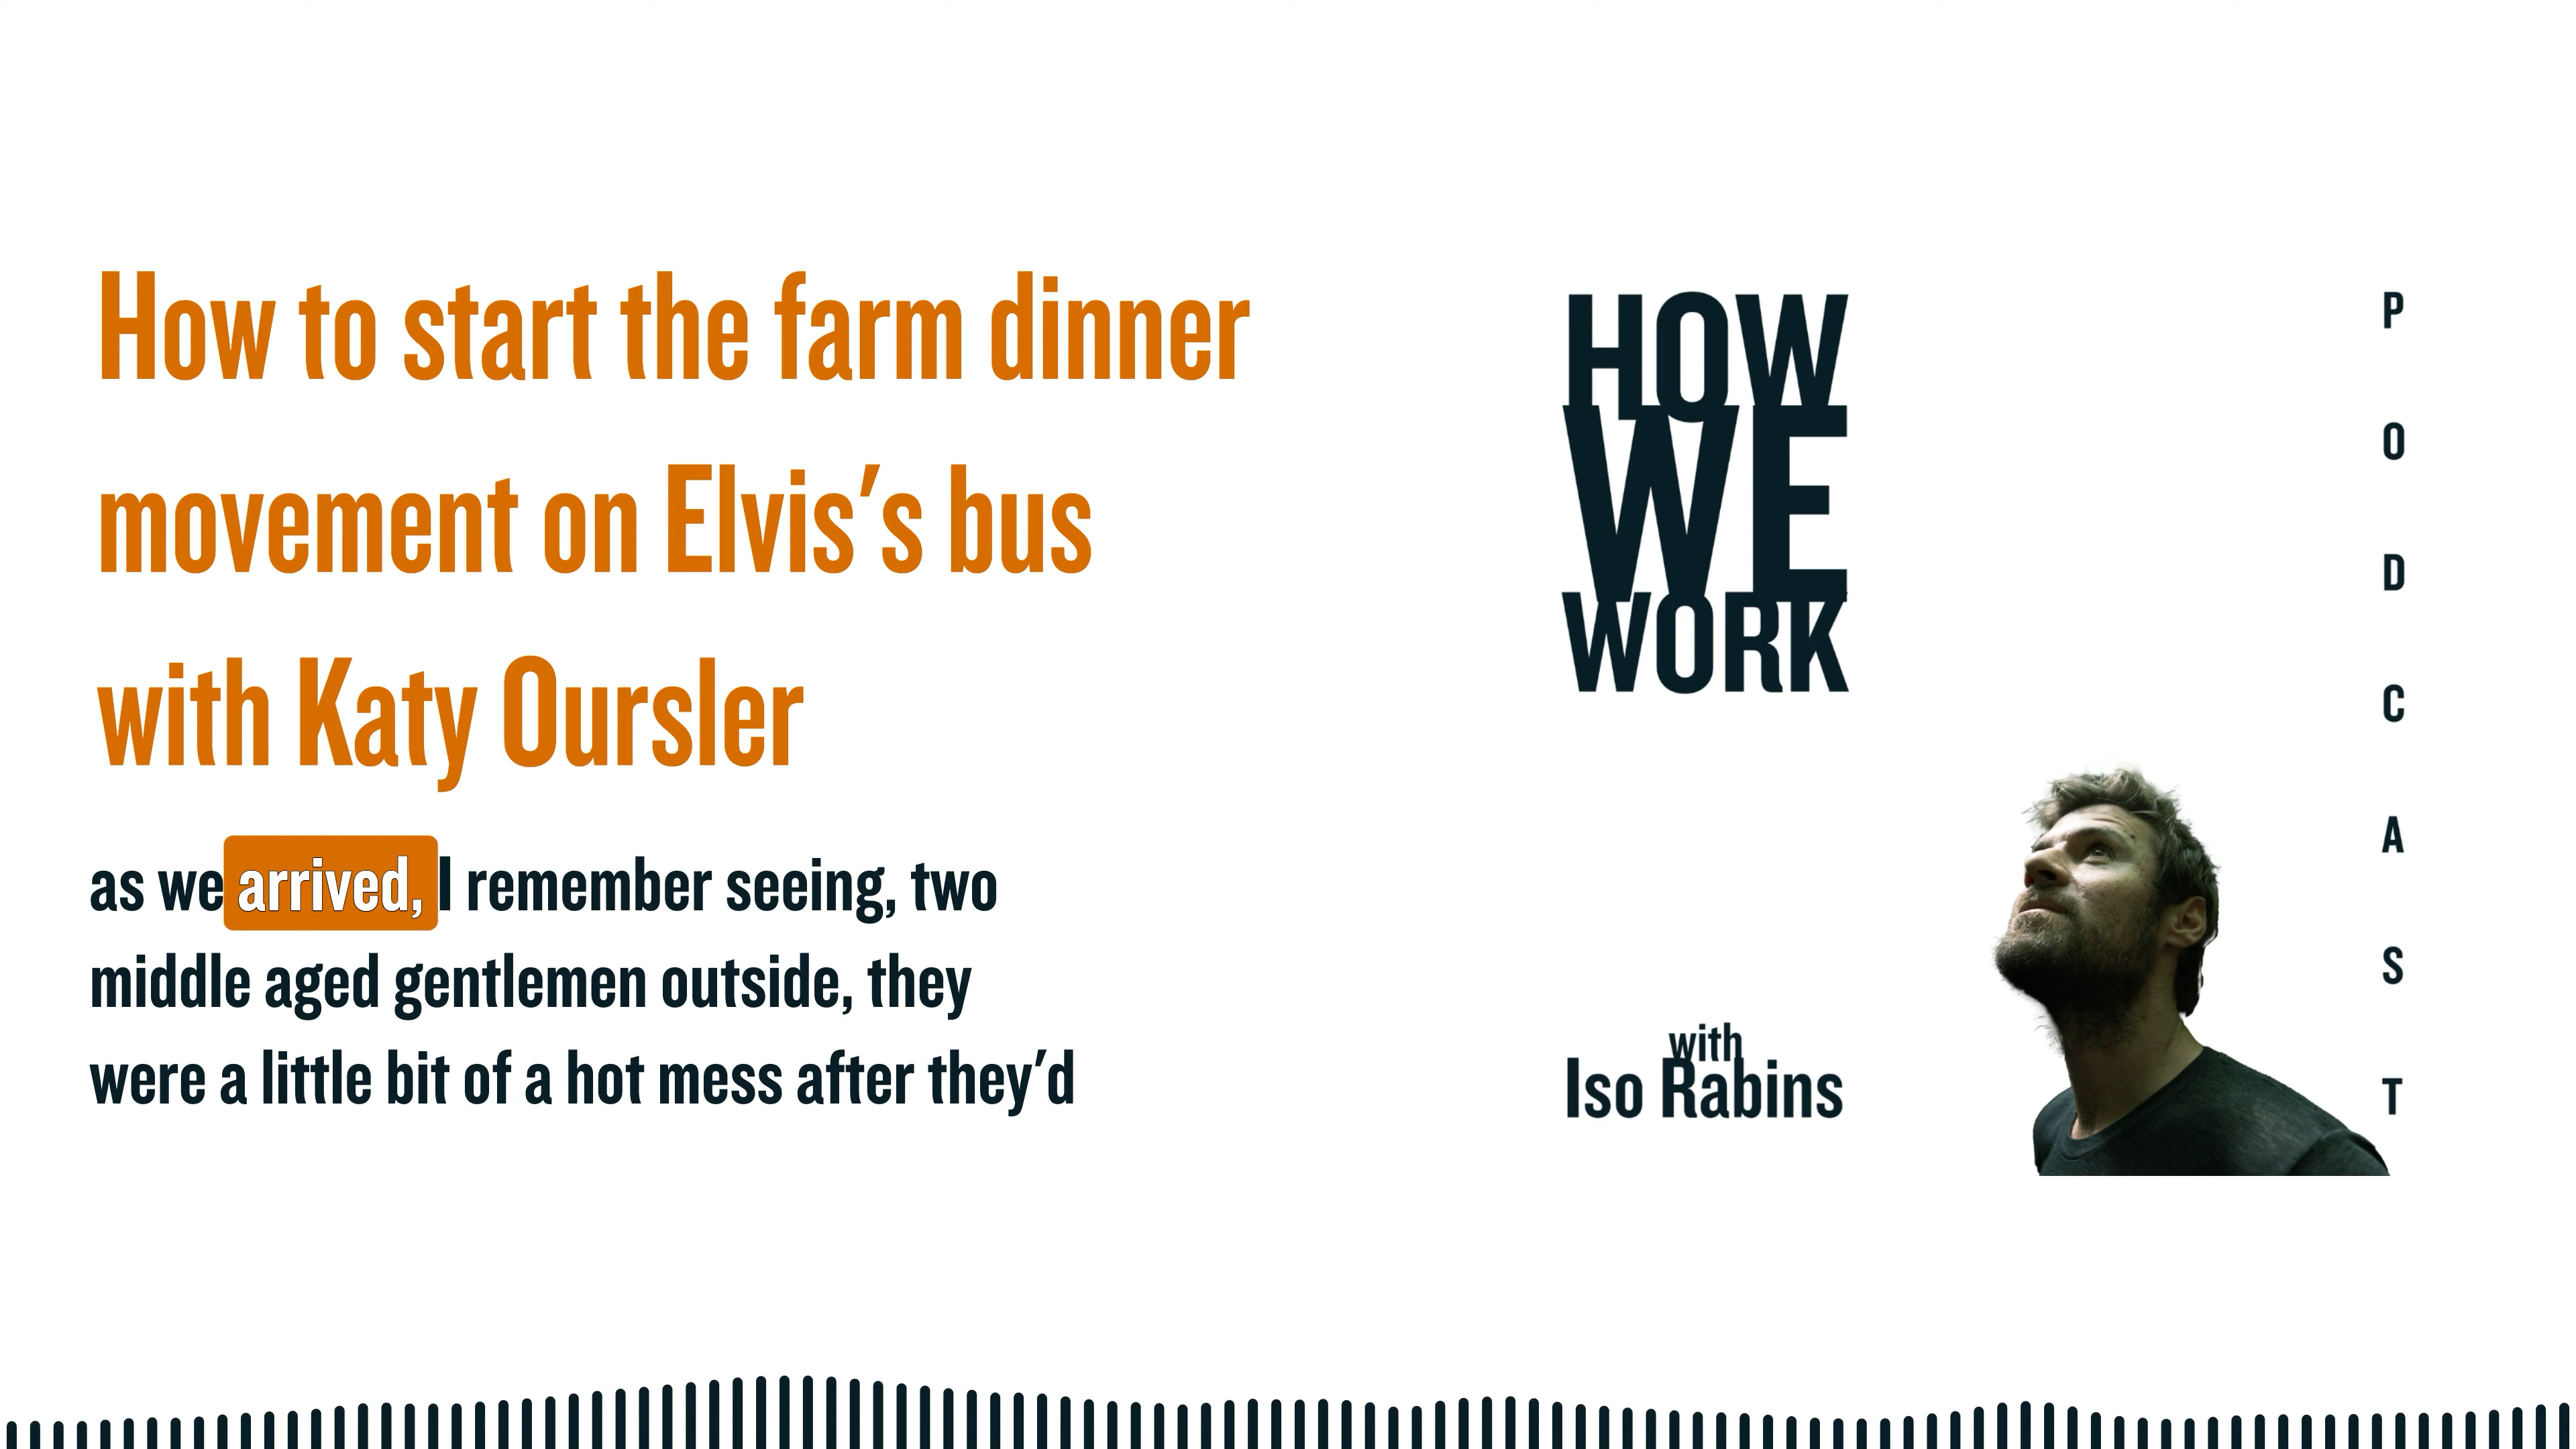 How to start the farm dinner
movement on Elvis's bus
with Katy Oursler
as we arrived, I remember seeing, two
middle aged gentlemen outside, they
were a little bit of a hot mess after they'd
HOW
WE
WORK
with
Iso Rabins
PODCAST